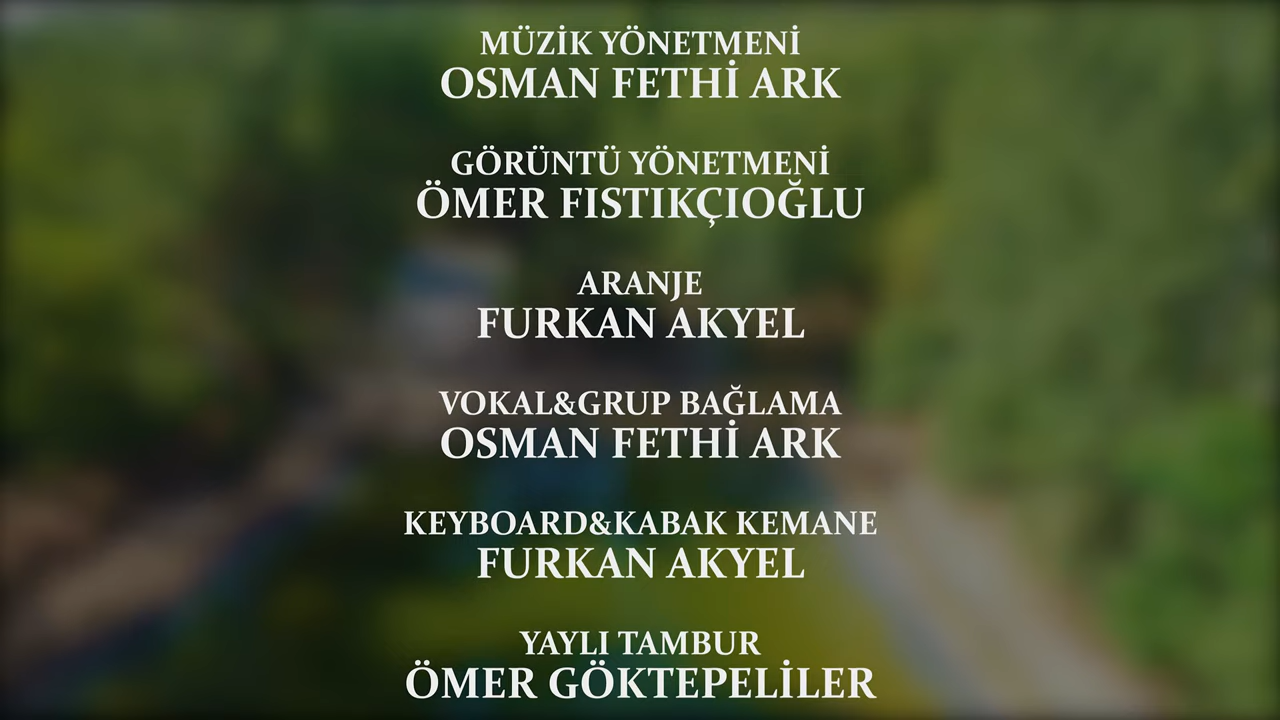 MÜZİK YÖNETMENİ
OSMAN FETHİ ARK
GÖRÜNTÜ YÖNETMENİ
ÖMER FISTIKÇIOĞLU
ARANJE
FURKAN AKYEL
VOKAL&GRUP BAĞLAMA
OSMAN FETHİ ARK
KEYBOARD&KABAK KEMANE
FURKAN AKYEL
YAYLI TAMBUR
ÖMER GÖKTEPELİLER